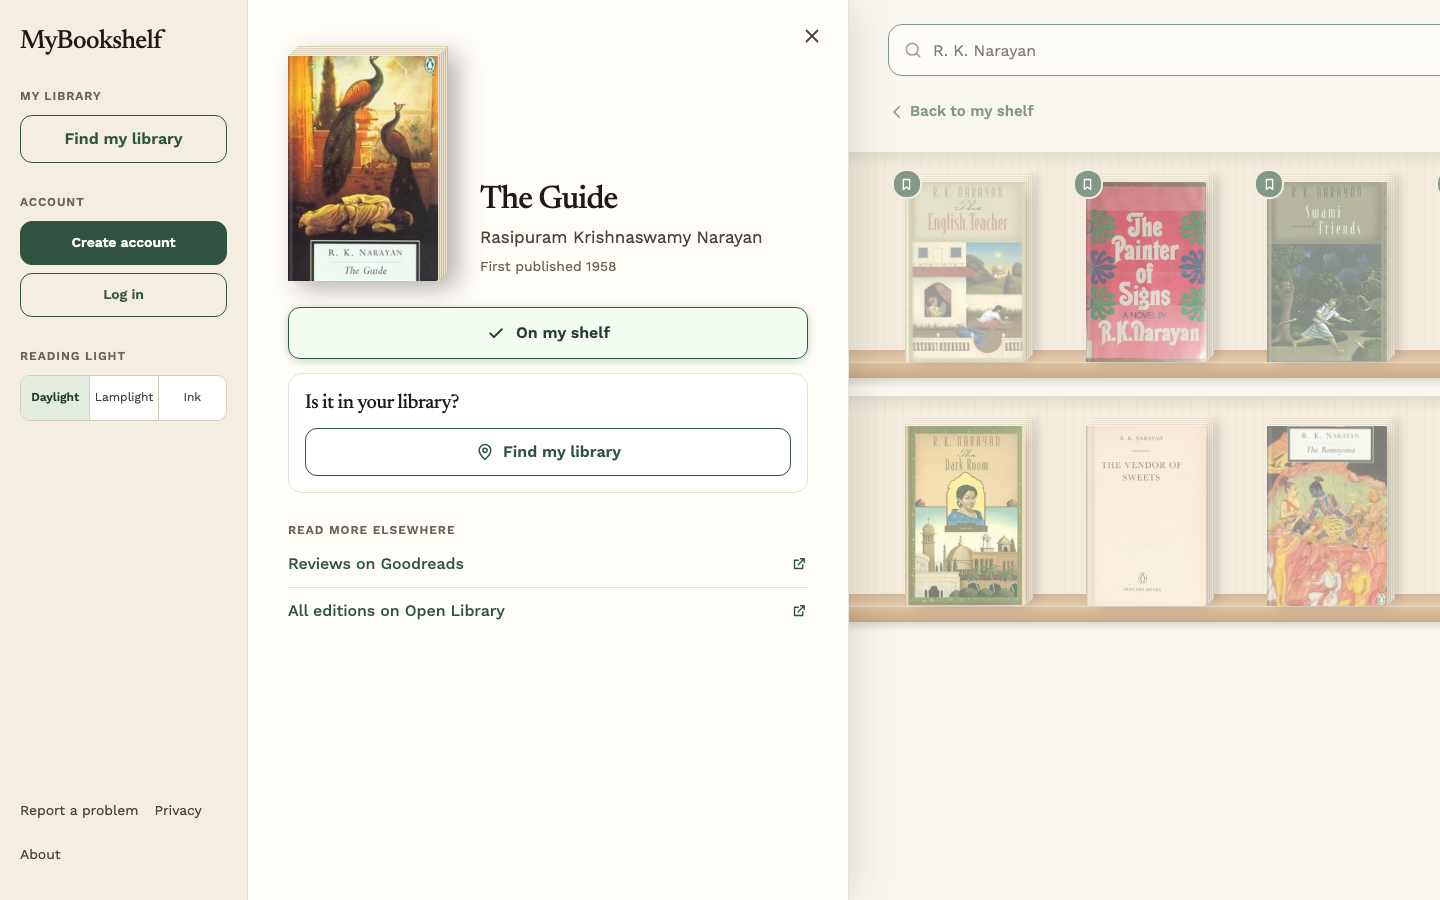 MyBookshelf
MY LIBRARY
Find my library
ACCOUNT
Create account
Log in
READING LIGHT
Daylight
Lamplight
Ink
Report a problem
Privacy
About
R. K. NARAYAN
The Guide
The Guide
Rasipuram Krishnaswamy Narayan
First published 1958
On my shelf
Is it in your library?
Find my library
READ MORE ELSEWHERE
Reviews on Goodreads
All editions on Open Library
R. K. Narayan
Back to my shelf
R. K. NARAYAN
The
English Teacher
The
Painter
of
Signs
A NOVEL BY
R.K.Narayan
R. K. NARAYAN
Swami
and
Friends
R. K. NARAYAN
The
Dark Room
R. K. NARAYAN
THE VENDOR OF
SWEETS
PENGUIN BOOKS
R. K. NARAYAN
The Ramayana